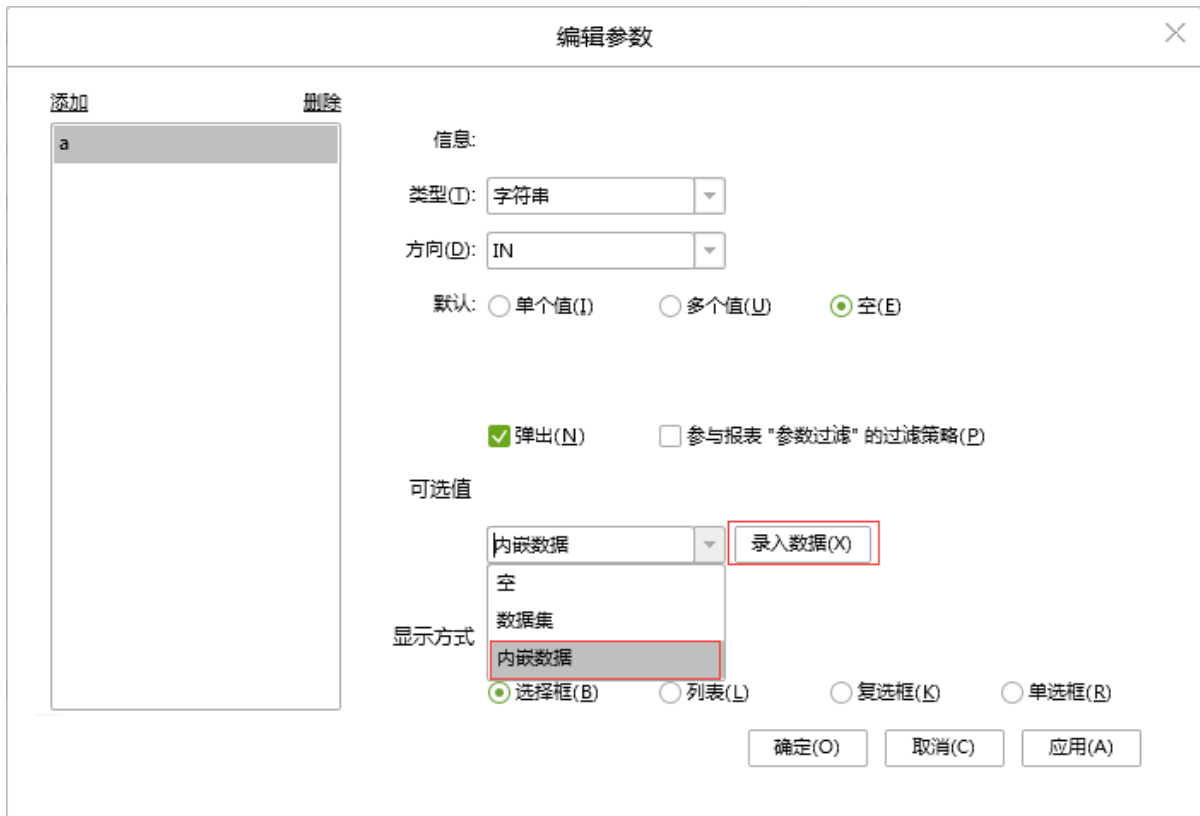 编辑参数
添加 删除
a
信息:
类型(T): 字符串
方向(D): IN
默认: 单个值(I) 多个值(U) 空(E)
弹出(N) 参与报表 "参数过滤" 的过滤策略(P)
可选值
内嵌数据 录入数据(X)
空
数据集
显示方式
内嵌数据
选择框(B) 列表(L) 复选框(K) 单选框(R)
确定(O) 取消(C) 应用(A)